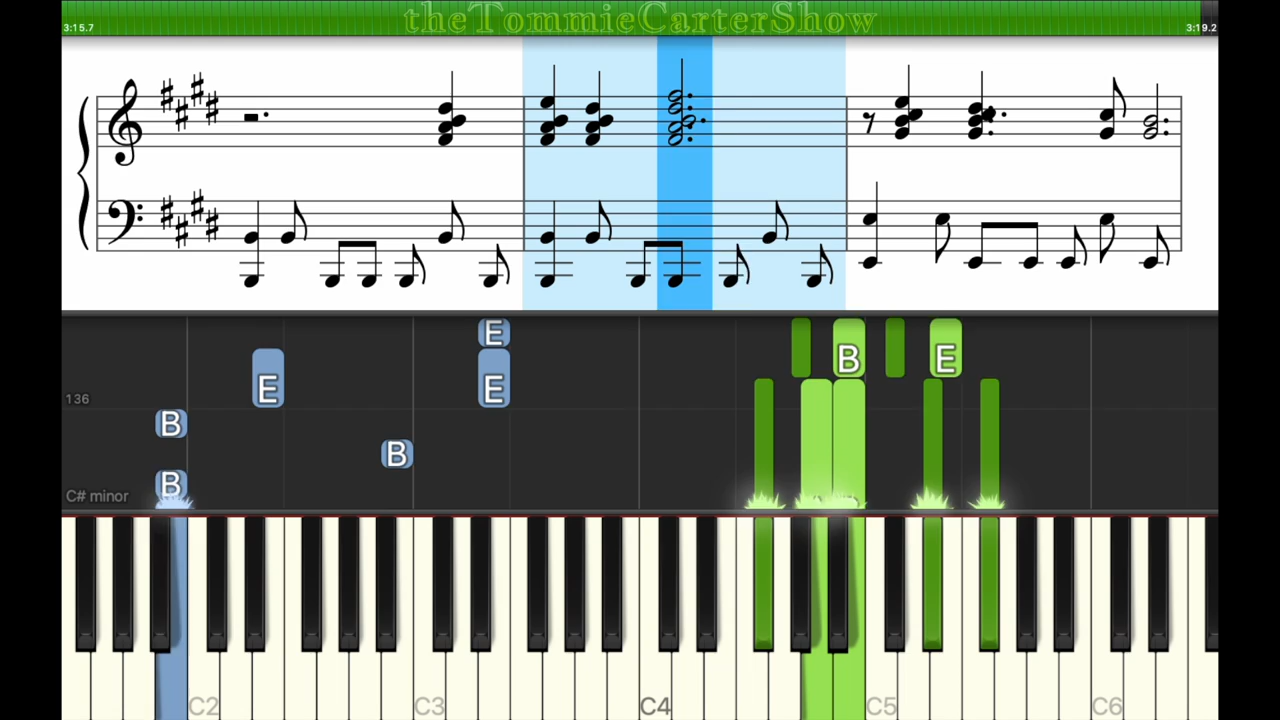 theTommieCarterShow
3:15.7
3:19.2
E
B
E
E
E
136
B
B
B
C# minor
C2
C3
C4
C5
C6